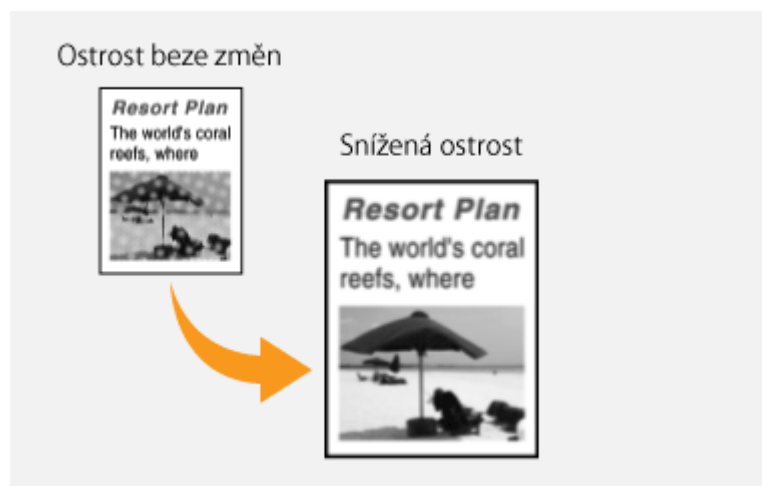 Ostrost beze změn
Resort Plan
The world's coral
reefs, where
Snížená ostrost
Resort Plan
The world's coral
reefs, where